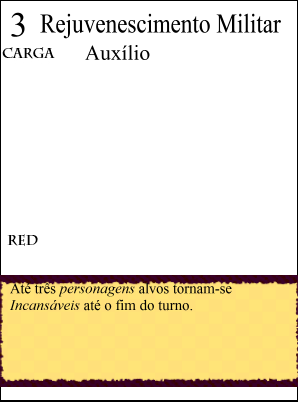 3 Rejuvenescimento Militar
CARGA Auxílio
RED
Até três personagens alvos tornam-se
Incansáveis até o fim do turno.